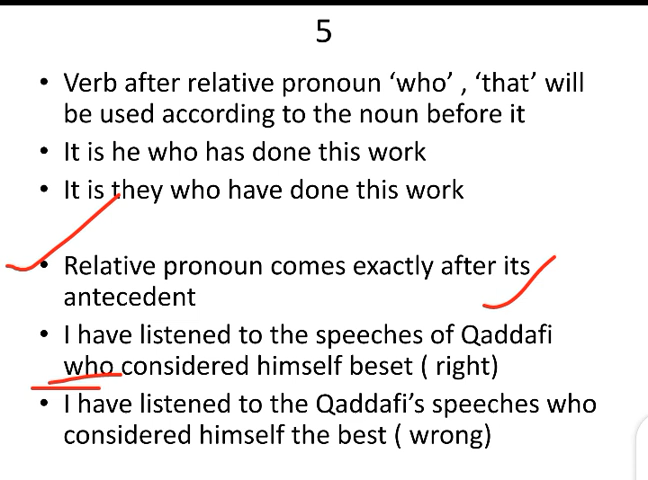 5
• Verb after relative pronoun ‘who’ , ‘that’ will
be used according to the noun before it
• It is he who has done this work
• It is they who have done this work
• Relative pronoun comes exactly after its
antecedent
• I have listened to the speeches of Qaddafi
who considered himself beset ( right)
• I have listened to the Qaddafi’s speeches who
considered himself the best ( wrong)